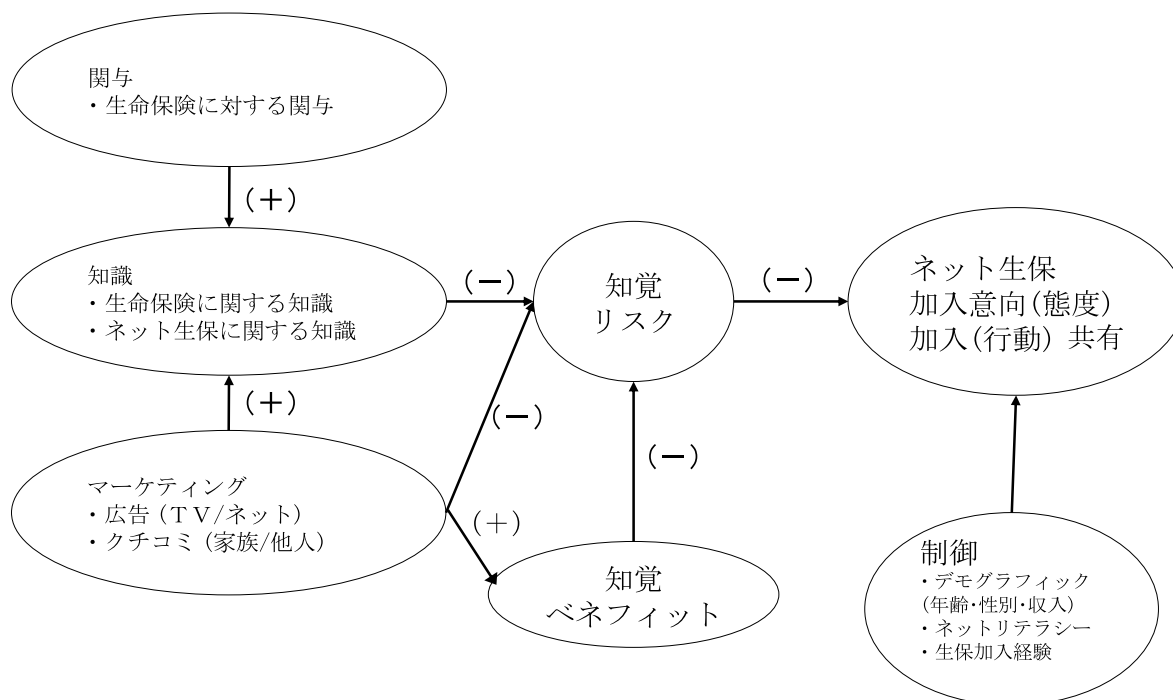 関与
・生命保険に対する関与
(＋)
知識
・生命保険に関する知識
・ネット生保に関する知識
(－)
知覚
リスク
(－)
ネット生保
加入意向(態度)
加入(行動) 共有
(＋)
(－)
(－)
マーケティング
・広告 (ＴＶ/ネット)
・クチコミ (家族/他人)
(＋)
知覚
ベネフィット
制御
・デモグラフィック
(年齢・性別・収入)
・ネットリテラシー
・生保加入経験